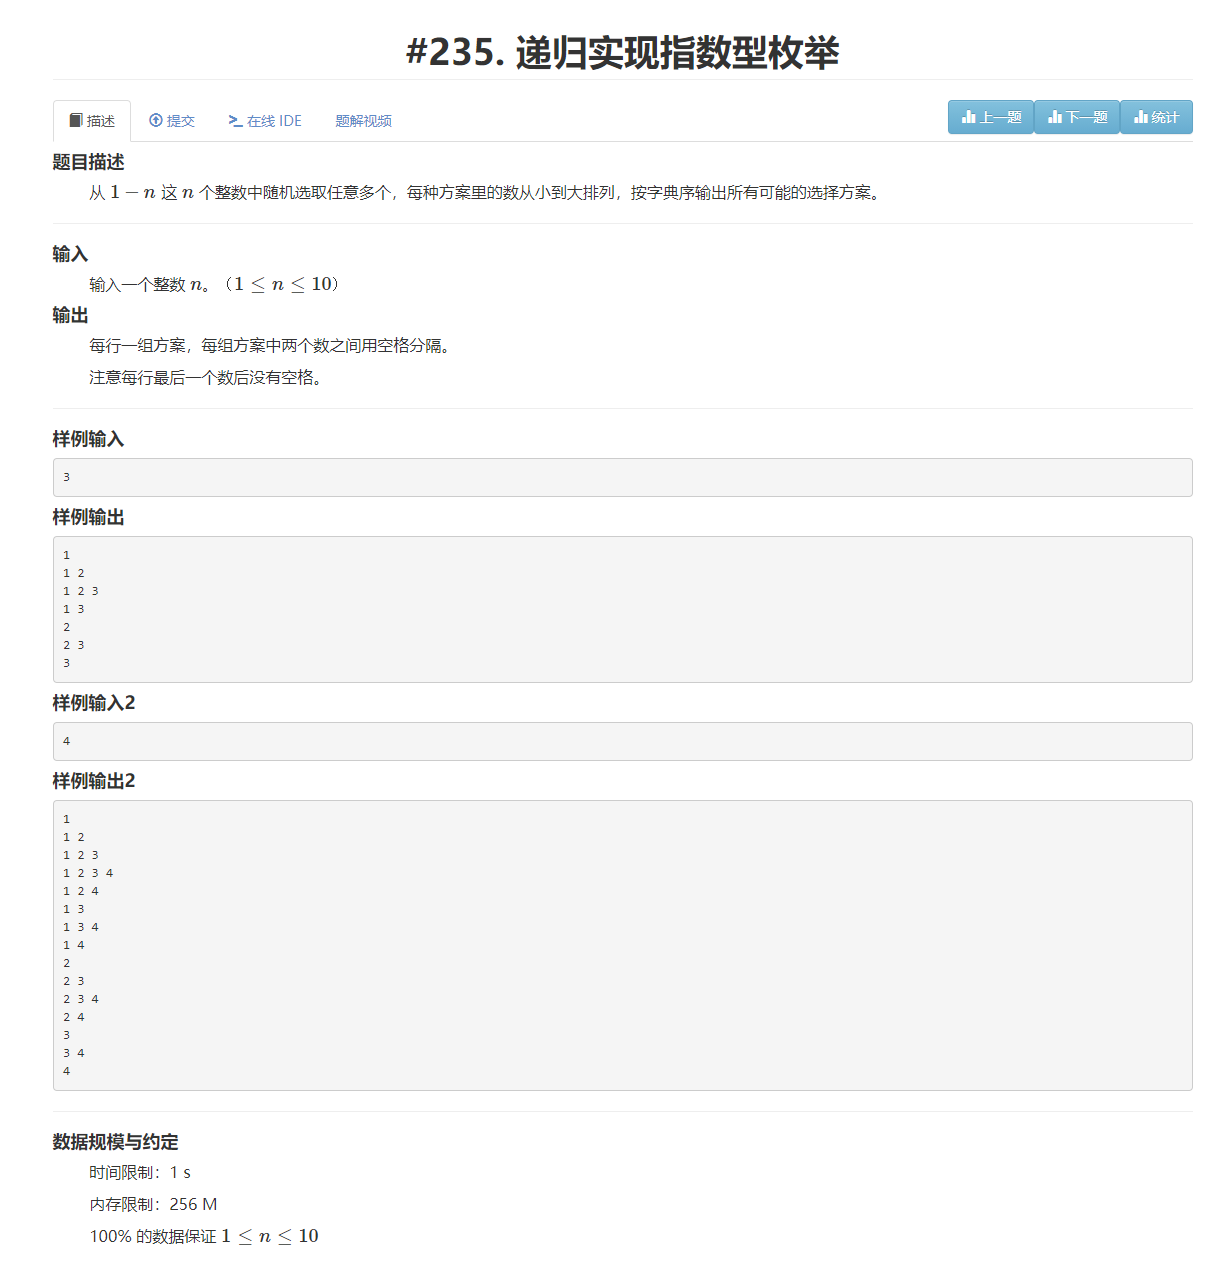 #235. 递归实现指数型枚举
描述 提交 在线 IDE 题解视频 上一题 下一题 统计
题目描述
从 1 − n 这 n 个整数中随机选取任意多个，每种方案里的数从小到大排列，按字典序输出所有可能的选择方案。
输入
输入一个整数 n。（1 ≤ n ≤ 10）
输出
每行一组方案，每组方案中两个数之间用空格分隔。
注意每行最后一个数后没有空格。
样例输入
3
样例输出
1
1 2
1 2 3
1 3
2
2 3
3
样例输入2
4
样例输出2
1
1 2
1 2 3
1 2 3 4
1 2 4
1 3
1 3 4
1 4
2
2 3
2 3 4
2 4
3
3 4
4
数据规模与约定
时间限制：1 s
内存限制：256 M
100% 的数据保证 1 ≤ n ≤ 10